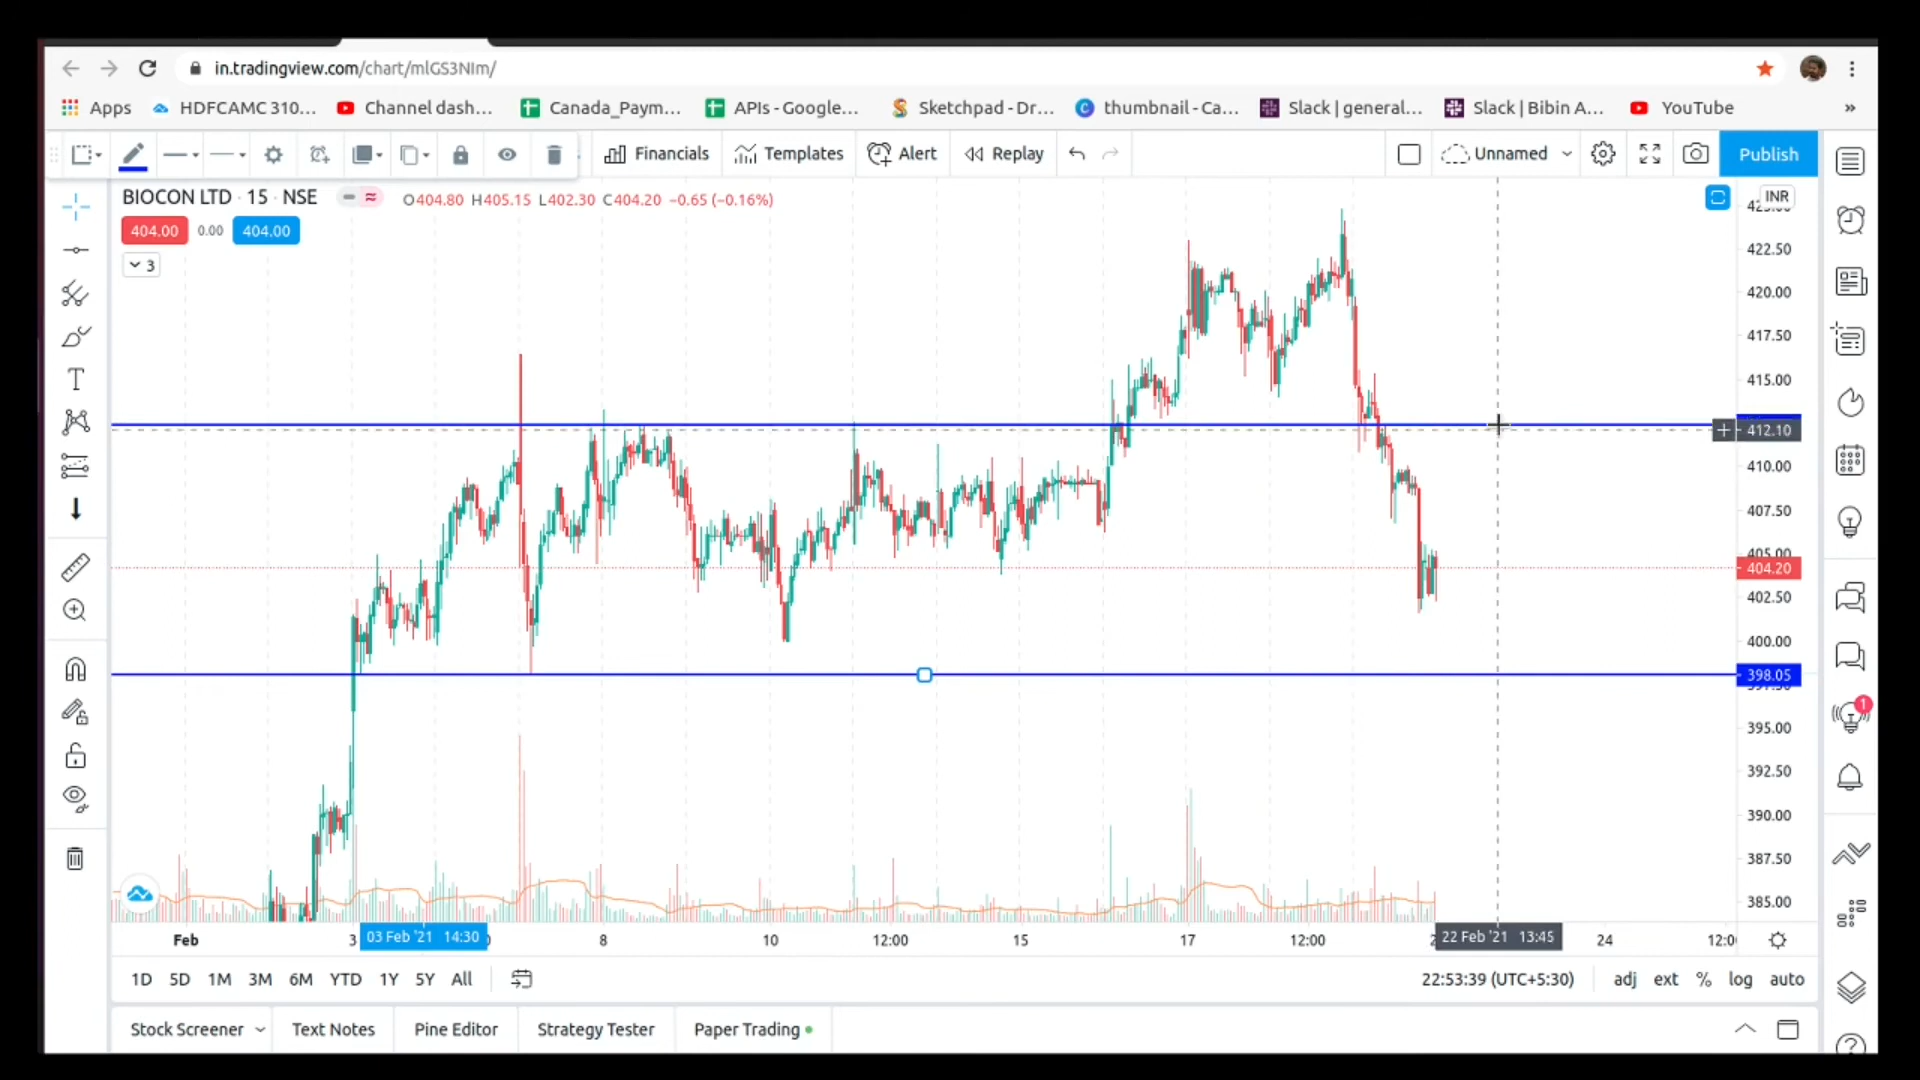 in.tradingview.com/chart/mlGS3NIm/
Apps HDFCAMC 310... Channel dash... Canada_Paym... APIs - Google... Sketchpad - Dr... thumbnail - Ca... Slack | general... Slack | Bibin A... YouTube »
Financials Templates Alert Replay Unnamed Publish
BIOCON LTD · 15 · NSE O404.80 H405.15 L402.30 C404.20 −0.65 (−0.16%)
INR
404.00 0.00 404.00
3
422.50
420.00
417.50
415.00
412.10
410.00
407.50
405.00
404.20
402.50
400.00
398.05
395.00
392.50
390.00
387.50
385.00
1
Feb 3 03 Feb '21 14:30 8 10 12:00 15 17 12:00 22 Feb '21 13:45 24
1D 5D 1M 3M 6M YTD 1Y 5Y All 22:53:39 (UTC+5:30) adj ext % log auto
Stock Screener Text Notes Pine Editor Strategy Tester Paper Trading